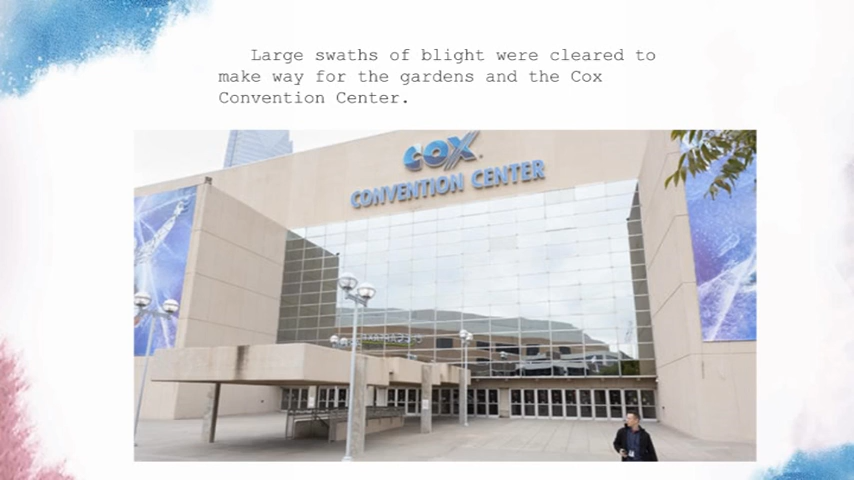 Large swaths of blight were cleared to
make way for the gardens and the Cox
Convention Center.
COX
CONVENTION CENTER